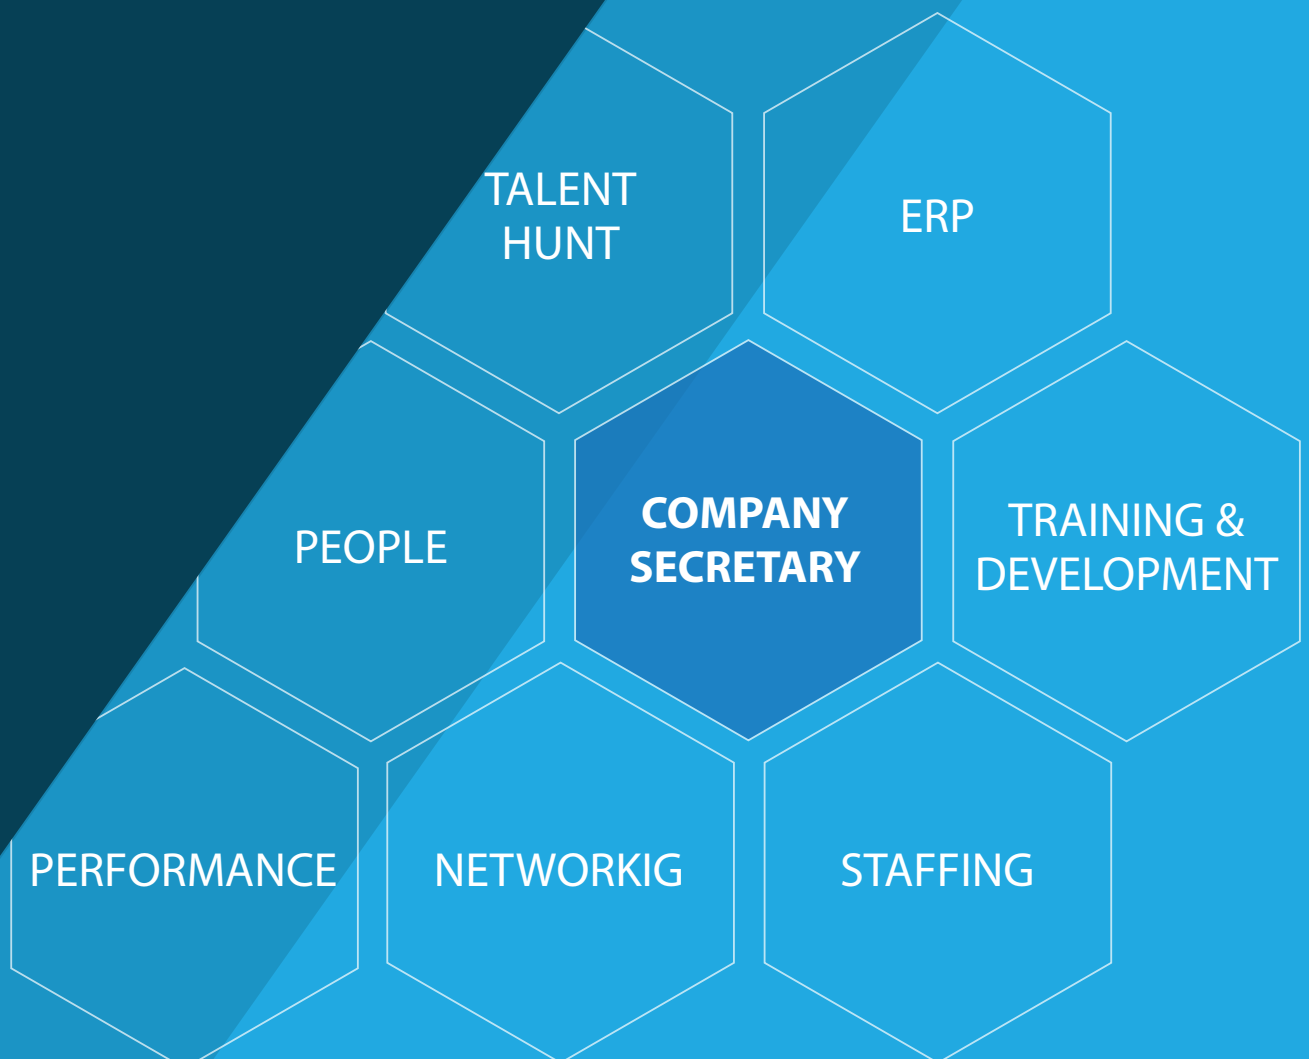 TALENT
HUNT
ERP
PEOPLE
COMPANY
SECRETARY
TRAINING &
DEVELOPMENT
PERFORMANCE
NETWORKIG
STAFFING